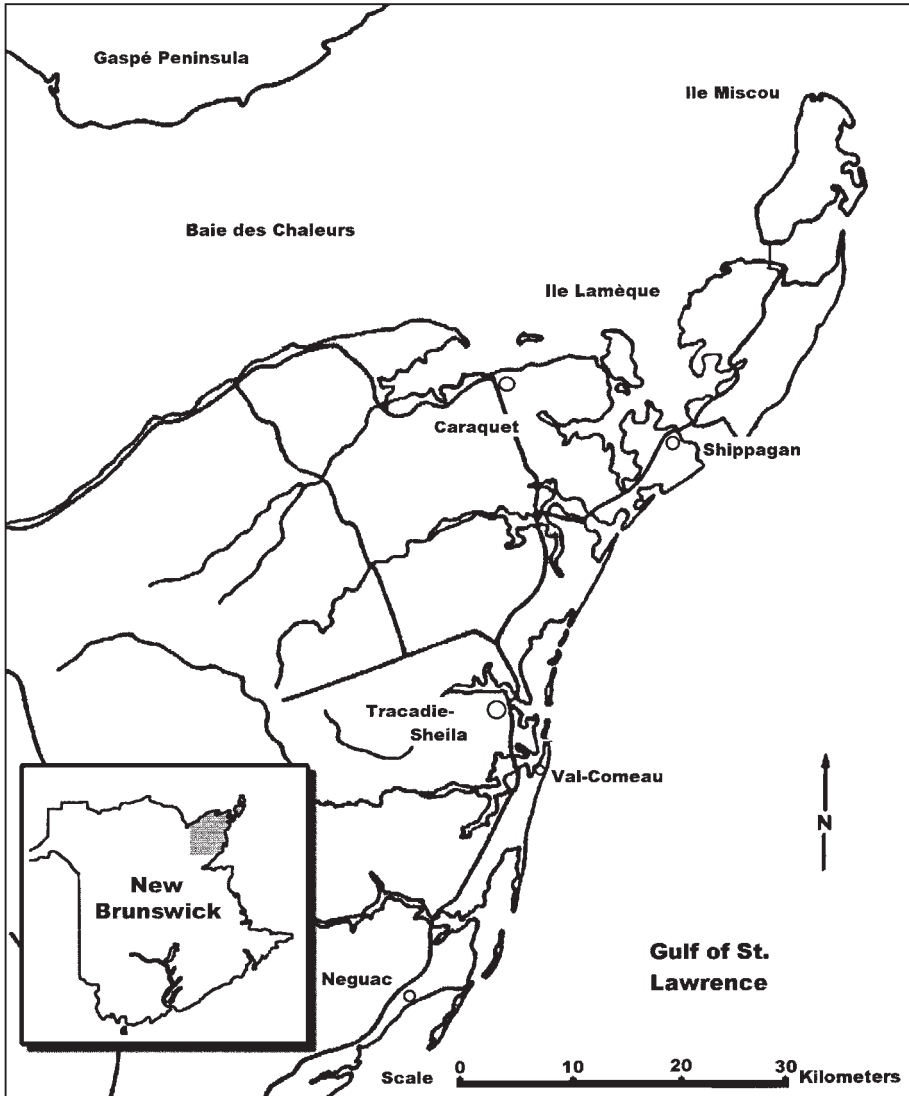 Gaspé Peninsula
Ile Miscou
Baie des Chaleurs
Ile Lamèque
Caraquet
Shippagan
Tracadie-
Sheila
Val-Comeau
N
New
Brunswick
Gulf of St.
Lawrence
Neguac
Scale 0 10 20 30 Kilometers